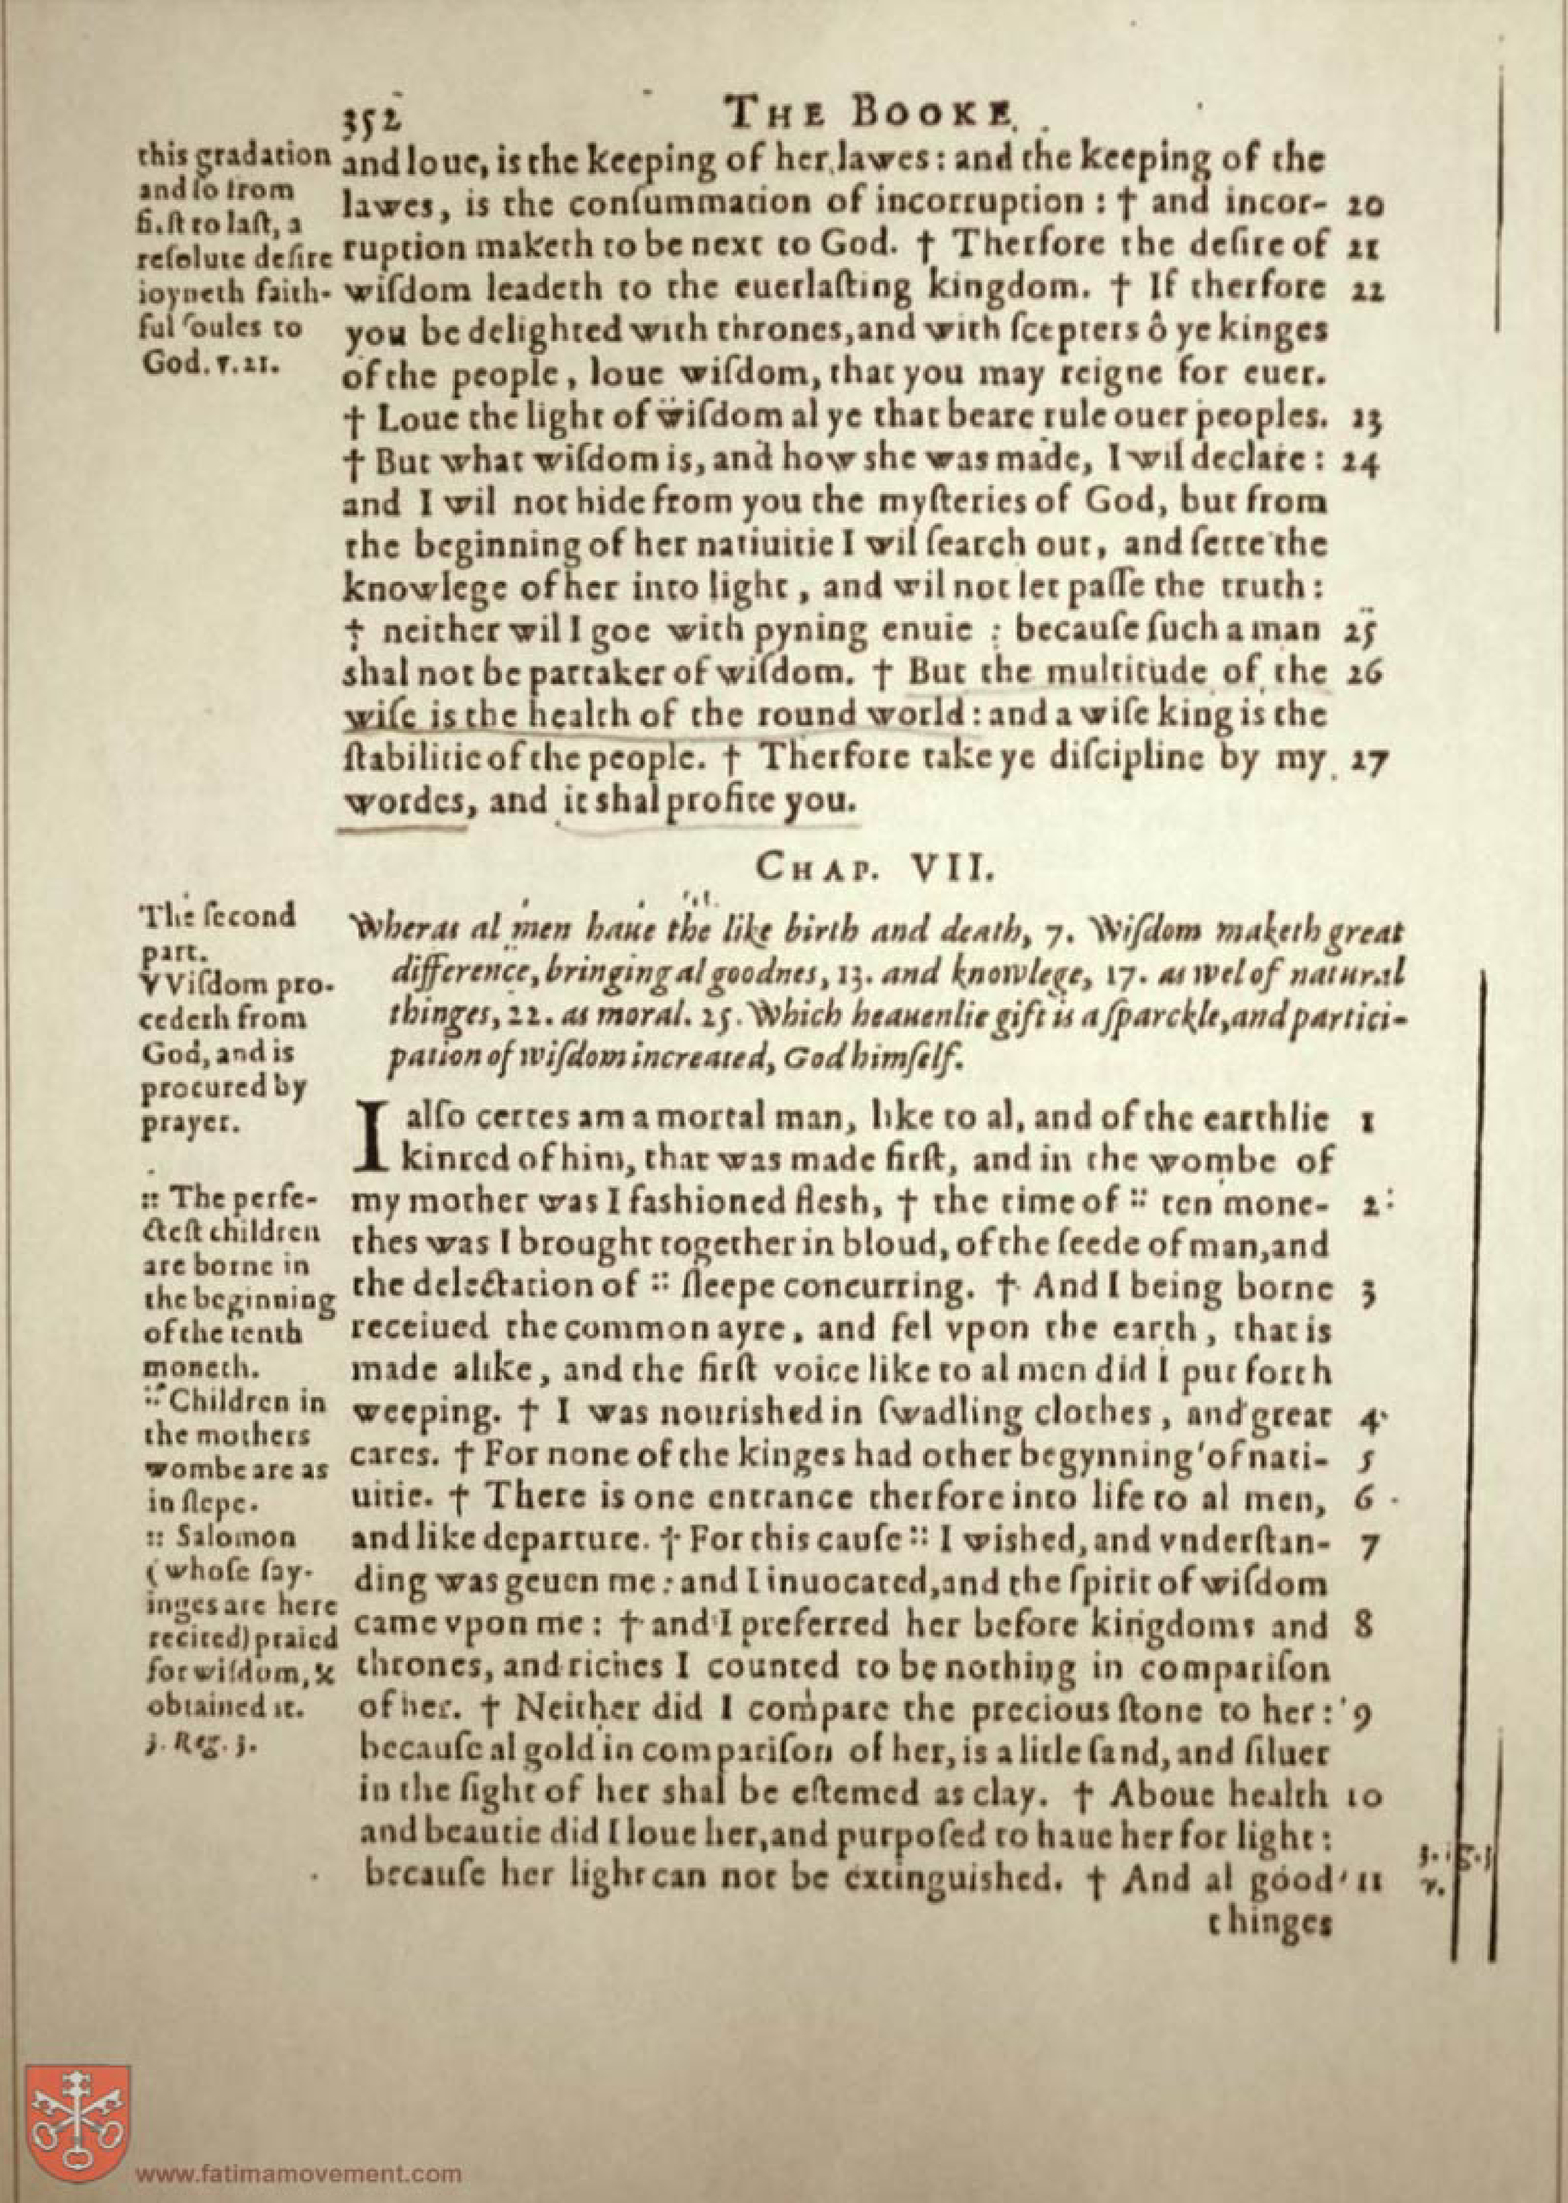 352 THE BOOKE
this gradation
and so from
first to last, a
resolute desire
ioyneth faith-
ful soules to
God. v. 21.
and loue, is the keeping of her lawes: and the keeping of the
lawes, is the conſummation of incorruption: † and incor- 20
ruption maketh to be next to God. † Therfore the deſire of 21
wiſdom leadeth to the euerlaſting kingdom. † If therfore 22
you be delighted with thrones, and with ſcepters ô ye kinges
of the people, loue wiſdom, that you may reigne for euer.
† Loue the light of wiſdom al ye that beare rule ouer peoples. 23
† But what wiſdom is, and how she was made, I wil declare: 24
and I wil not hide from you the myſteries of God, but from
the beginning of her natiuitie I wil ſearch out, and ſette the
knowlege of her into light, and wil not let paſſe the truth:
† neither wil I goe with pyning enuie: becauſe ſuch a man 25
shal not be partaker of wiſdom. † But the multitude of the 26
wiſe is the health of the round world: and a wiſe king is the
ſtabilitie of the people. † Therfore take ye diſcipline by my 27
wordes, and it shal profite you.
CHAP. VII.
The ſecond
part.
VViſdom pro-
cedeth from
God, and is
procured by
prayer.
Wheras al men haue the like birth and death, 7. Wiſdom maketh great
difference, bringing al goodnes, 13. and knowlege, 17. as wel of natural
thinges, 22. as moral. 25. Which heauenlie gift is a ſparckle, and partici-
pation of wiſdom increated, God himſelf.
:: The perfe-
cteſt children
are borne in
the beginning
of the tenth
moneth.
:: Children in
the mothers
wombe are as
in ſlepe.
:: Salomon
(whoſe ſay-
inges are here
recited) praied
for wiſdom, &
obtained it.
3. Reg. 3.
I alſo certes am a mortal man, like to al, and of the earthlie 1
kinred of him, that was made firſt, and in the wombe of
my mother was I fashioned flesh, † the time of :: ten mone- 2
thes was I brought together in bloud, of the ſeede of man, and
the delectation of :: ſleepe concurring. † And I being borne 3
receiued the common ayre, and fel vpon the earth, that is
made alike, and the firſt voice like to al men did I put forth
weeping. † I was nourished in ſwadling clothes, and great 4
cares. † For none of the kinges had other begynning of nati- 5
uitie. † There is one entrance therfore into life to al men, 6
and like departure. † For this cauſe :: I wished, and vnderſtan- 7
ding was geuen me: and I inuocated, and the ſpirit of wiſdom
came vpon me: † and I preferred her before kingdoms and 8
thrones, and riches I counted to be nothing in compariſon
of her. † Neither did I compare the precious ſtone to her: 9
becauſe al gold in compariſon of her, is a litle ſand, and ſiluer
in the ſight of her shal be eſtemed as clay. † Aboue health 10
and beautie did I loue her, and purpoſed to haue her for light:
becauſe her light can not be extinguished. † And al good 11
thinges
www.fatimamovement.com